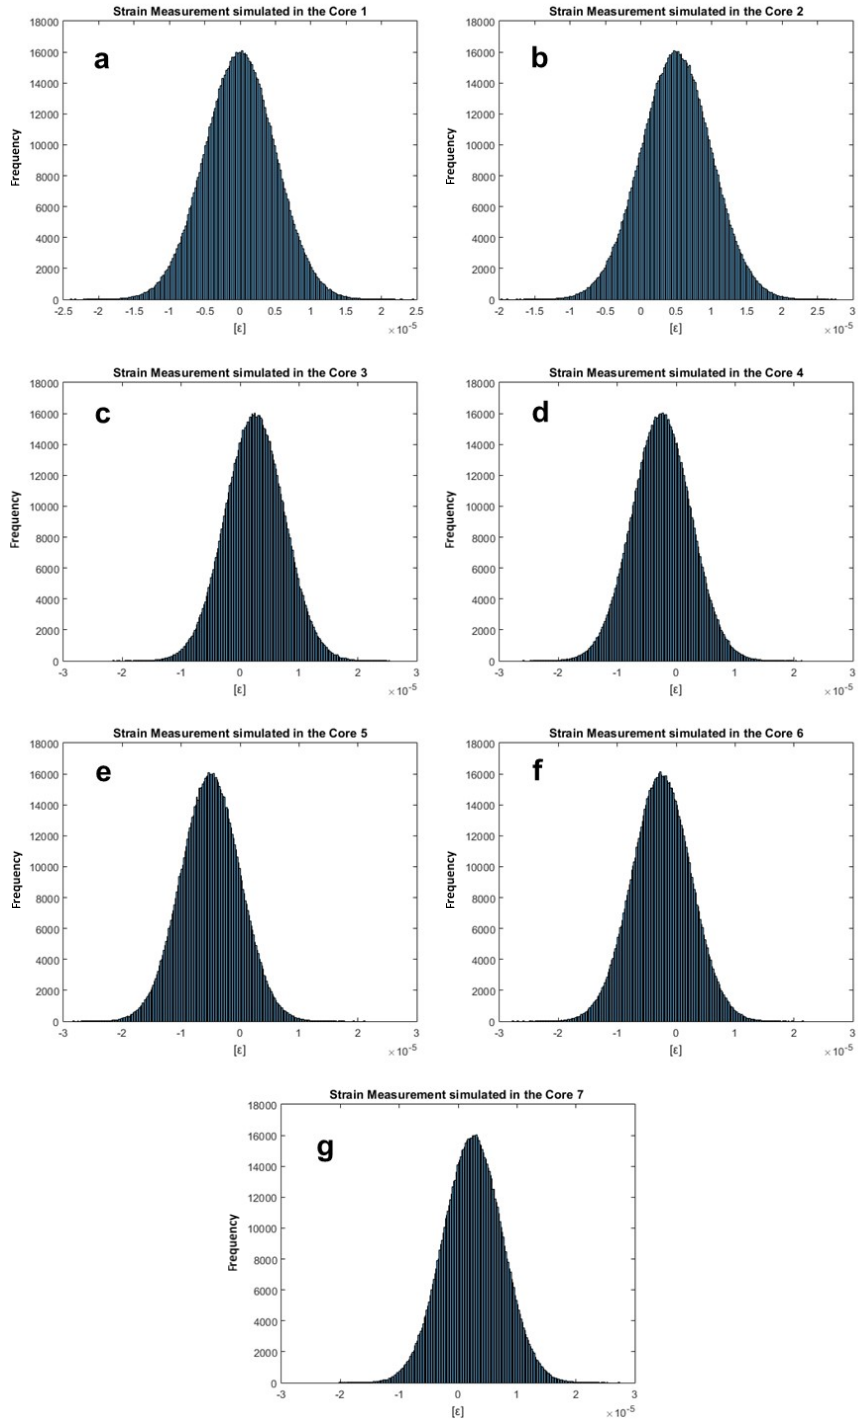 Strain Measurement simulated in the Core 1
a
18000
16000
14000
12000
10000
8000
6000
4000
2000
0
Frequency
-2.5 -2 -1.5 -1 -0.5 0 0.5 1 1.5 2 2.5
[ε]
×10⁻⁵
Strain Measurement simulated in the Core 2
b
18000
16000
14000
12000
10000
8000
6000
4000
2000
0
Frequency
-2 -1.5 -1 -0.5 0 0.5 1 1.5 2 2.5 3
[ε]
×10⁻⁵
Strain Measurement simulated in the Core 3
c
18000
16000
14000
12000
10000
8000
6000
4000
2000
0
Frequency
-3 -2 -1 0 1 2 3
[ε]
×10⁻⁵
Strain Measurement simulated in the Core 4
d
18000
16000
14000
12000
10000
8000
6000
4000
2000
0
Frequency
-3 -2 -1 0 1 2 3
[ε]
×10⁻⁵
Strain Measurement simulated in the Core 5
e
18000
16000
14000
12000
10000
8000
6000
4000
2000
0
Frequency
-3 -2 -1 0 1 2 3
[ε]
×10⁻⁵
Strain Measurement simulated in the Core 6
f
18000
16000
14000
12000
10000
8000
6000
4000
2000
0
Frequency
-3 -2 -1 0 1 2 3
[ε]
×10⁻⁵
Strain Measurement simulated in the Core 7
g
18000
16000
14000
12000
10000
8000
6000
4000
2000
0
Frequency
-3 -2 -1 0 1 2 3
[ε]
×10⁻⁵